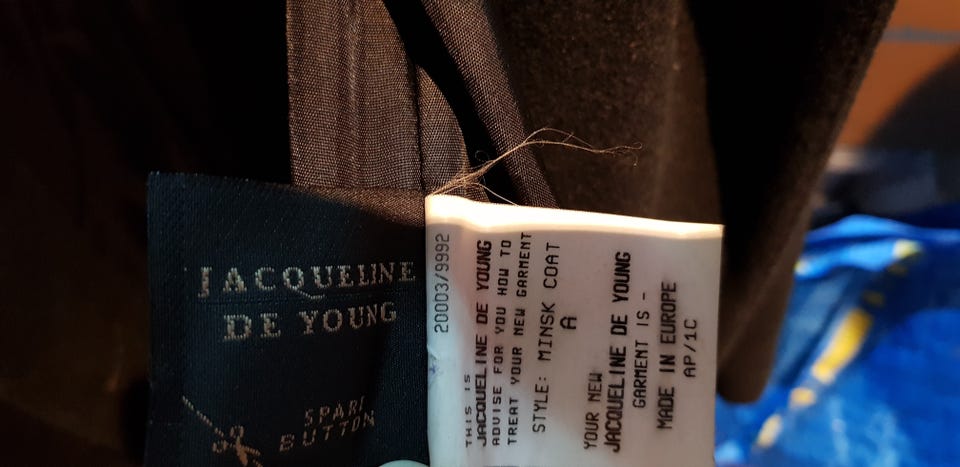 JACQUELINE
DE YOUNG
SPARE
BUTTON
20003/9992
THIS IS
JACQUELINE DE YOUNG
ADVISE FOR YOU HOW TO
TREAT YOUR NEW GARMENT
STYLE: MINSK COAT
A
YOUR NEW
JACQUELINE DE YOUNG
GARMENT IS -
MADE IN EUROPE
AP/1C